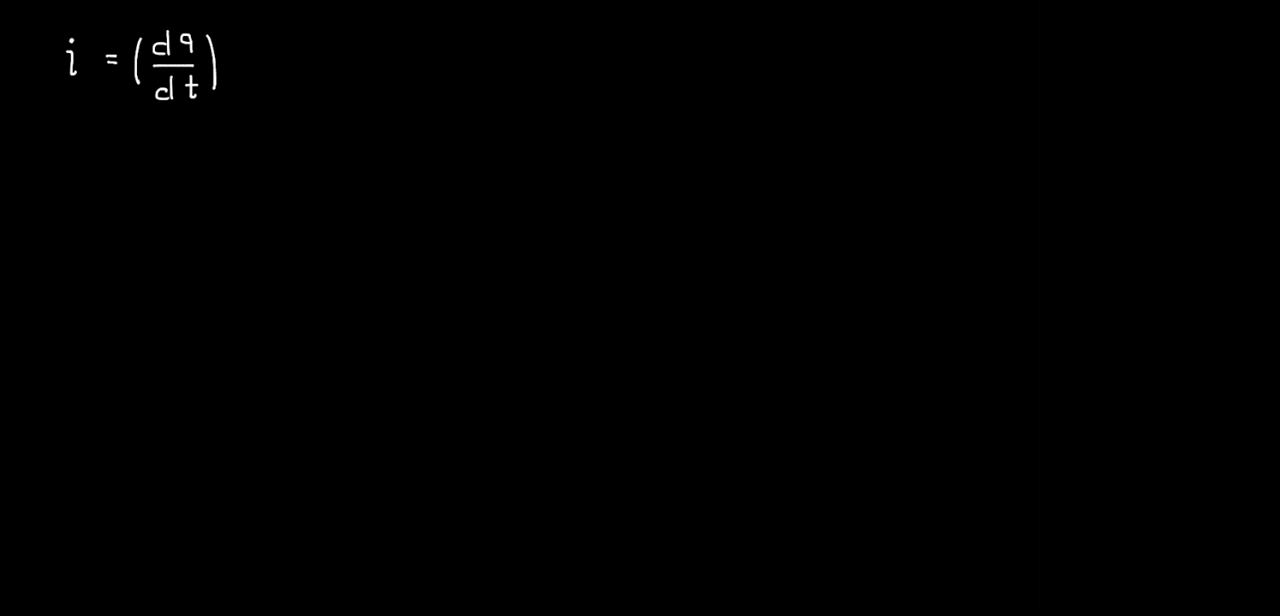 i = (dq/dt)